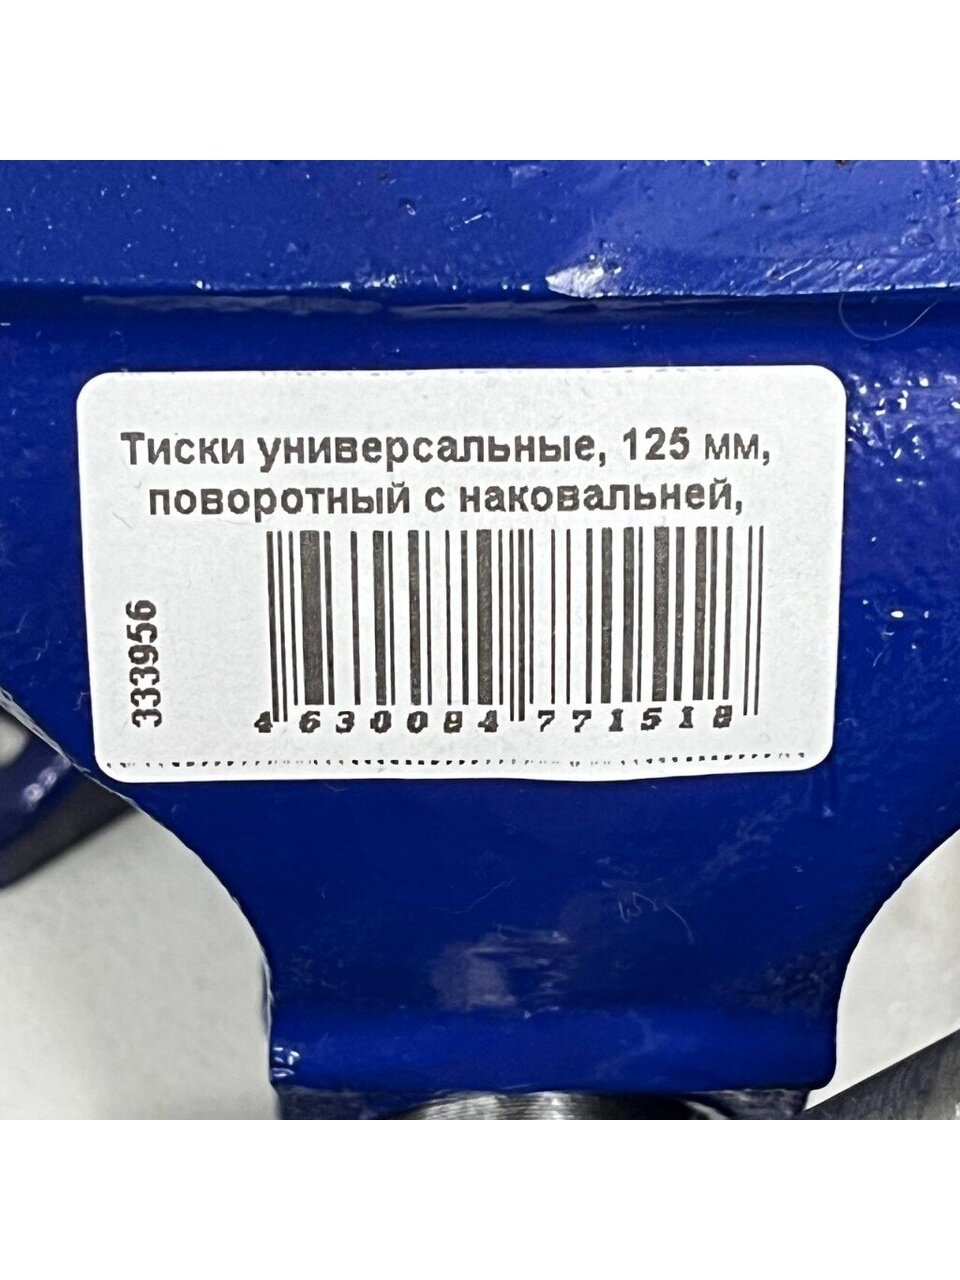 Тиски универсальные, 125 мм,
поворотный с наковальней,
333956
4 630084 771518